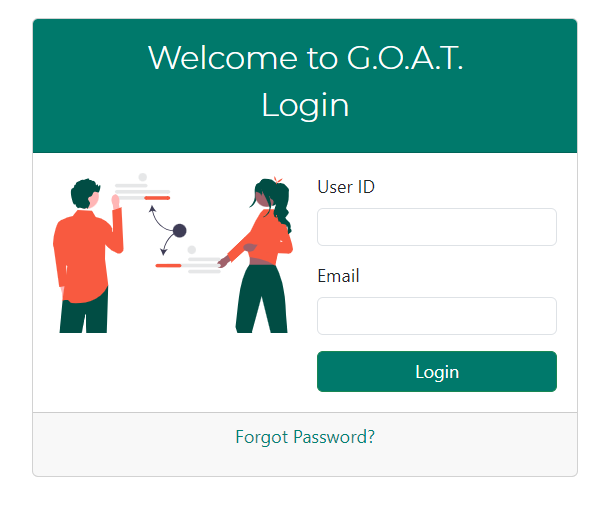 Welcome to G.O.A.T.
Login
User ID
Email
Login
Forgot Password?